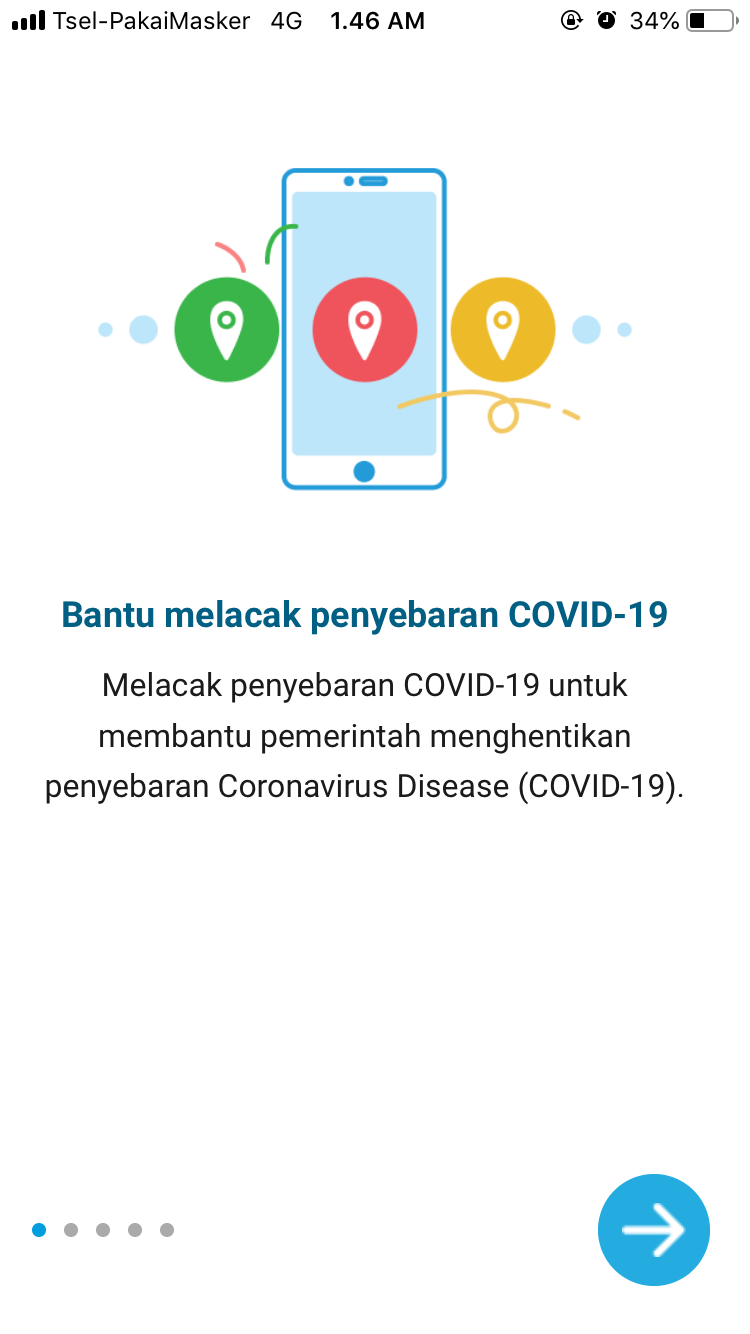 Tsel-PakaiMasker 4G 1.46 AM 34%
Bantu melacak penyebaran COVID-19
Melacak penyebaran COVID-19 untuk
membantu pemerintah menghentikan
penyebaran Coronavirus Disease (COVID-19).